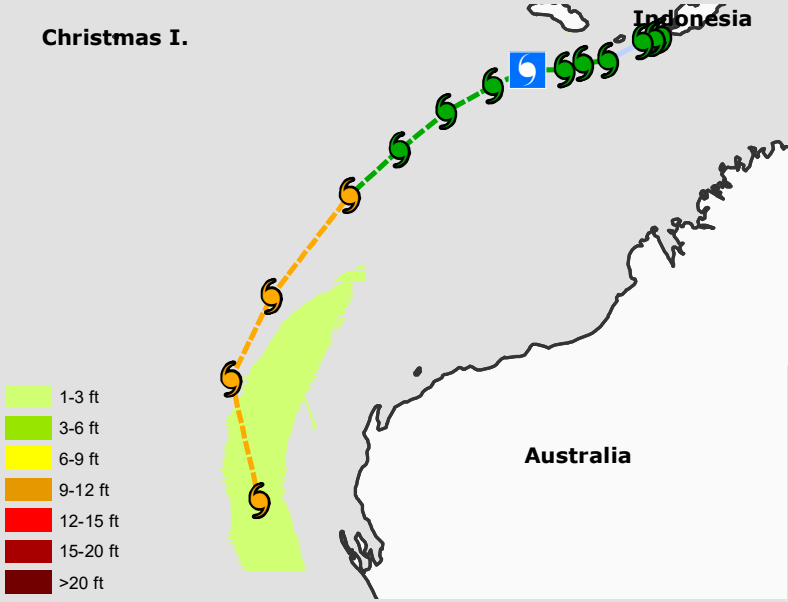 Indonesia
Christmas I.
1-3 ft
3-6 ft
6-9 ft
9-12 ft
12-15 ft
15-20 ft
>20 ft
Australia